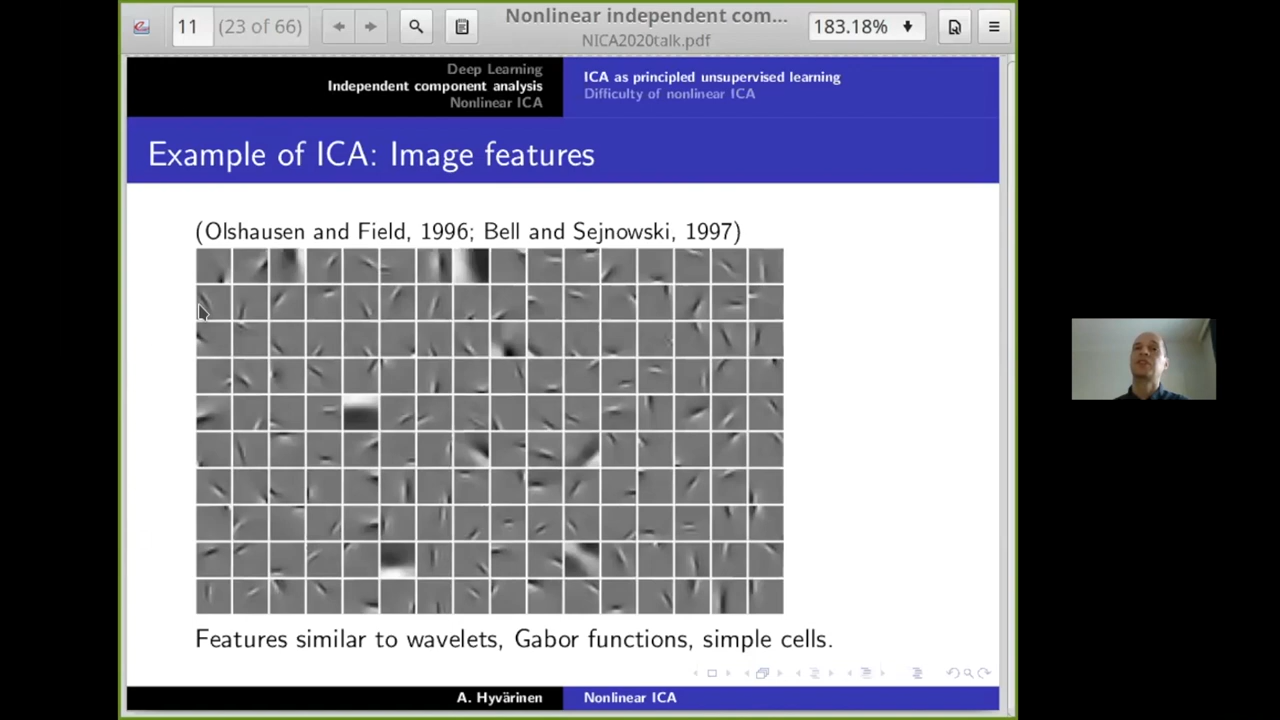 11 (23 of 66)
Nonlinear independent com...
NICA2020talk.pdf
183.18%
Deep Learning
Independent component analysis
Nonlinear ICA
ICA as principled unsupervised learning
Difficulty of nonlinear ICA
Example of ICA: Image features
(Olshausen and Field, 1996; Bell and Sejnowski, 1997)
Features similar to wavelets, Gabor functions, simple cells.
A. Hyvärinen
Nonlinear ICA